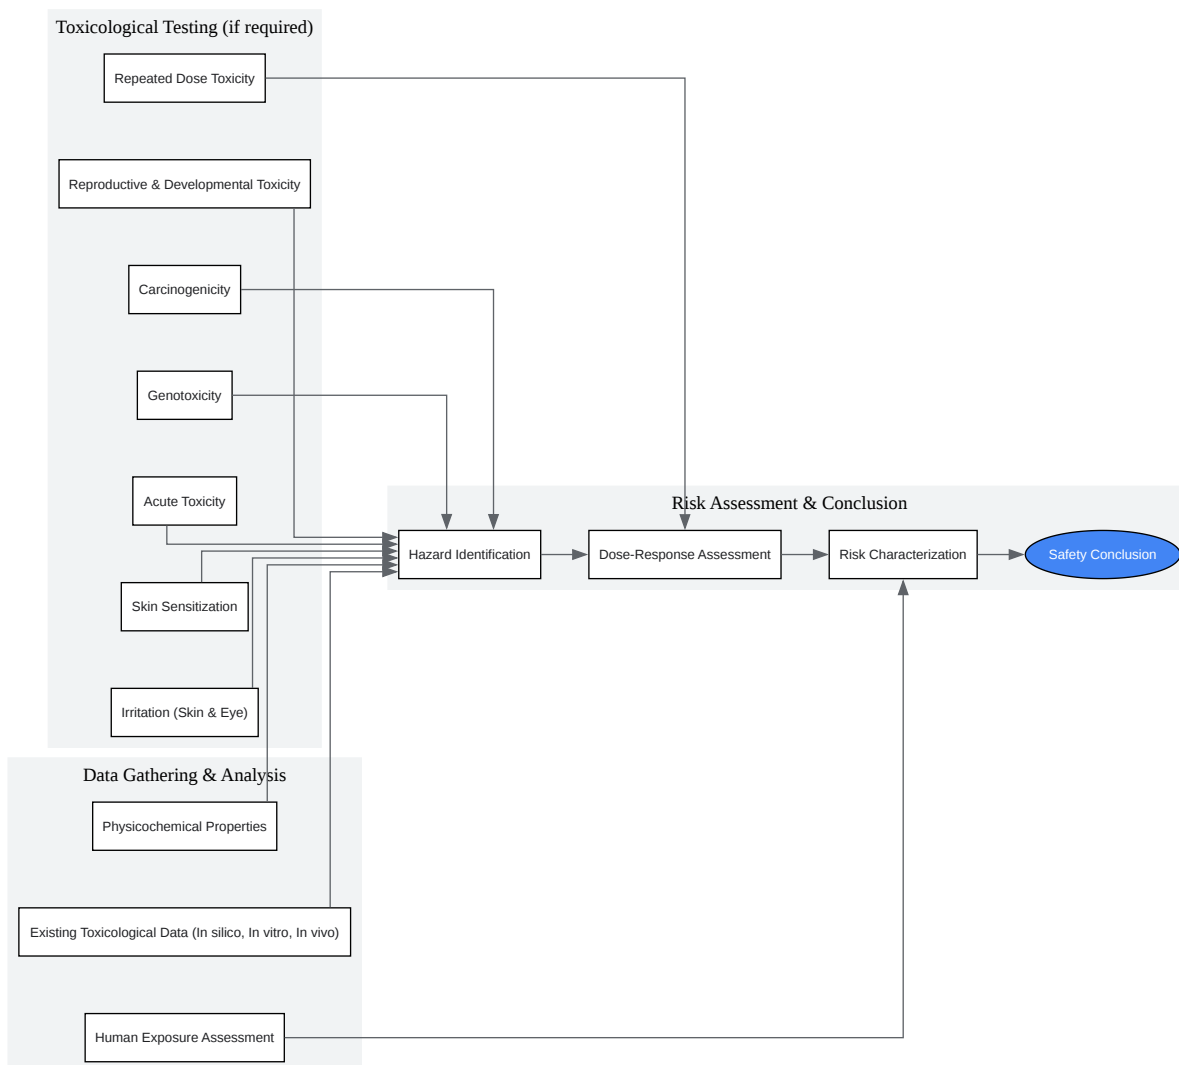 Toxicological Testing (if required)
Repeated Dose Toxicity
Reproductive & Developmental Toxicity
Carcinogenicity
Genotoxicity
Acute Toxicity
Skin Sensitization
Irritation (Skin & Eye)
Risk Assessment & Conclusion
Hazard Identification
Dose-Response Assessment
Risk Characterization
Safety Conclusion
Data Gathering & Analysis
Physicochemical Properties
Existing Toxicological Data (In silico, In vitro, In vivo)
Human Exposure Assessment